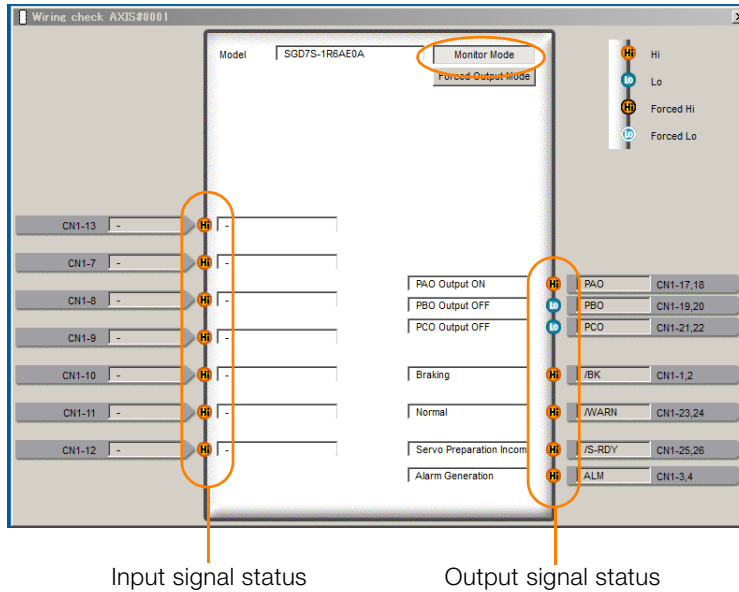 Wiring check AXIS#0001
Model SGD7S-1R6AE0A Monitor Mode
Forced Output Mode
Hi Hi
Lo Lo
Hi Forced Hi
Lo Forced Lo
CN1-13 - Hi -
CN1-7 - Hi -
CN1-8 - Hi -
CN1-9 - Hi -
CN1-10 - Hi -
CN1-11 - Hi -
CN1-12 - Hi -
PAO Output ON Hi PAO CN1-17,18
PBO Output OFF Lo PBO CN1-19,20
PCO Output OFF Lo PCO CN1-21,22
Braking Hi /BK CN1-1,2
Normal Hi /WARN CN1-23,24
Servo Preparation Incom Hi /S-RDY CN1-25,26
Alarm Generation Hi ALM CN1-3,4
Input signal status
Output signal status